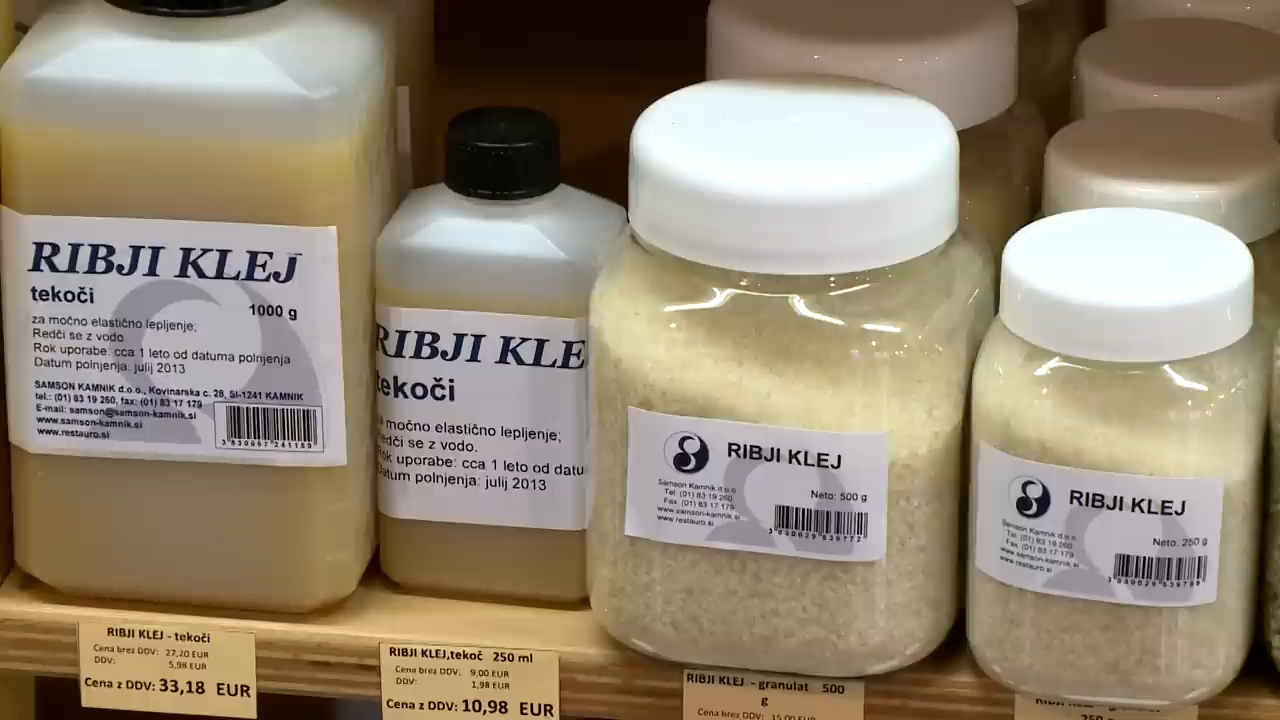 RIBJI KLEJ
tekoči
1000 g
za močno elastično lepljenje;
Redči se z vodo
Rok uporabe: cca 1 leto od datuma polnjenja
Datum polnjenja: julij 2013
SAMSON KAMNIK d.o.o., Kovinarska c. 28, SI-1241 KAMNIK
tel.: (01) 83 19 260, fax: (01) 83 17 179
E-mail: samson@samson-kamnik.si
www.samson-kamnik.si
www.restauro.si
RIBJI KLE
tekoči
močno elastično lepljenje;
Redči se z vodo.
Rok uporabe: cca 1 leto od datu
Datum polnjenja: julij 2013
RIBJI KLEJ
Neto: 500 g
Samson Kamnik d.o.o.
Tel. (01) 83 19 260
Fax. (01) 83 17 179
www.samson-kamnik.si
www.restauro.si
RIBJI KLEJ
Neto: 250 g
Samson Kamnik d.o.o.
Tel. (01) 83 19 260
Fax. (01) 83 17 179
www.samson-kamnik.si
www.restauro.si
RIBJI KLEJ - tekoči
Cena brez DDV: 27,20 EUR
DDV: 5,98 EUR
Cena z DDV: 33,18 EUR
RIBJI KLEJ,tekoč 250 ml
Cena brez DDV: 9,00 EUR
DDV: 1,98 EUR
Cena z DDV: 10,98 EUR
RIBJI KLEJ - granulat 500
g
Cena brez DDV: 15,00 EUR